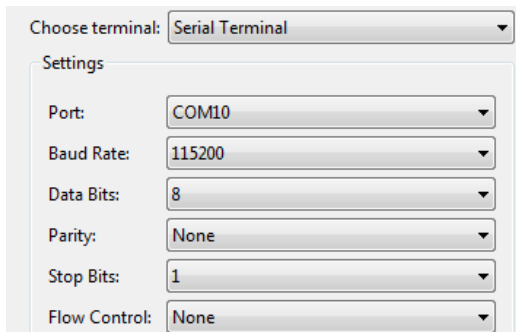 Choose terminal: Serial Terminal
Settings
Port: COM10
Baud Rate: 115200
Data Bits: 8
Parity: None
Stop Bits: 1
Flow Control: None